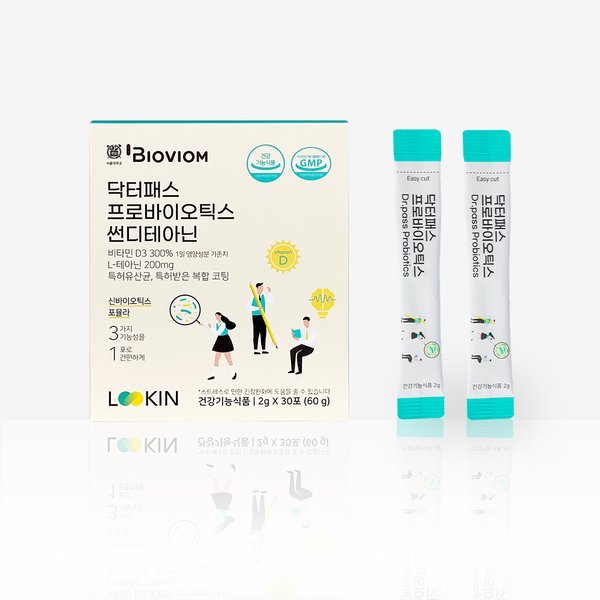 서울대학교
BIOVIOM
건강
기능식품
GMP
닥터패스
프로바이오틱스
썬디테아닌
비타민 D3 300% 1일 영양성분 기준치
L-테아닌 200mg
특허유산균, 특허받은 복합 코팅
vitamin
D
신바이오틱스
포뮬라
3 가지
기능성을
1 포로
간편하게
*스트레스로 인한 긴장완화에 도움을 줄 수 있습니다
LOOKIN
건강기능식품 | 2g X 30포 (60 g)
Easy cut
닥터패스
프로바이오틱스
Dr.pass Probiotics
건강기능식품 2g
Easy cut
닥터패스
프로바이오틱스
Dr.pass Probiotics
건강기능식품 2g